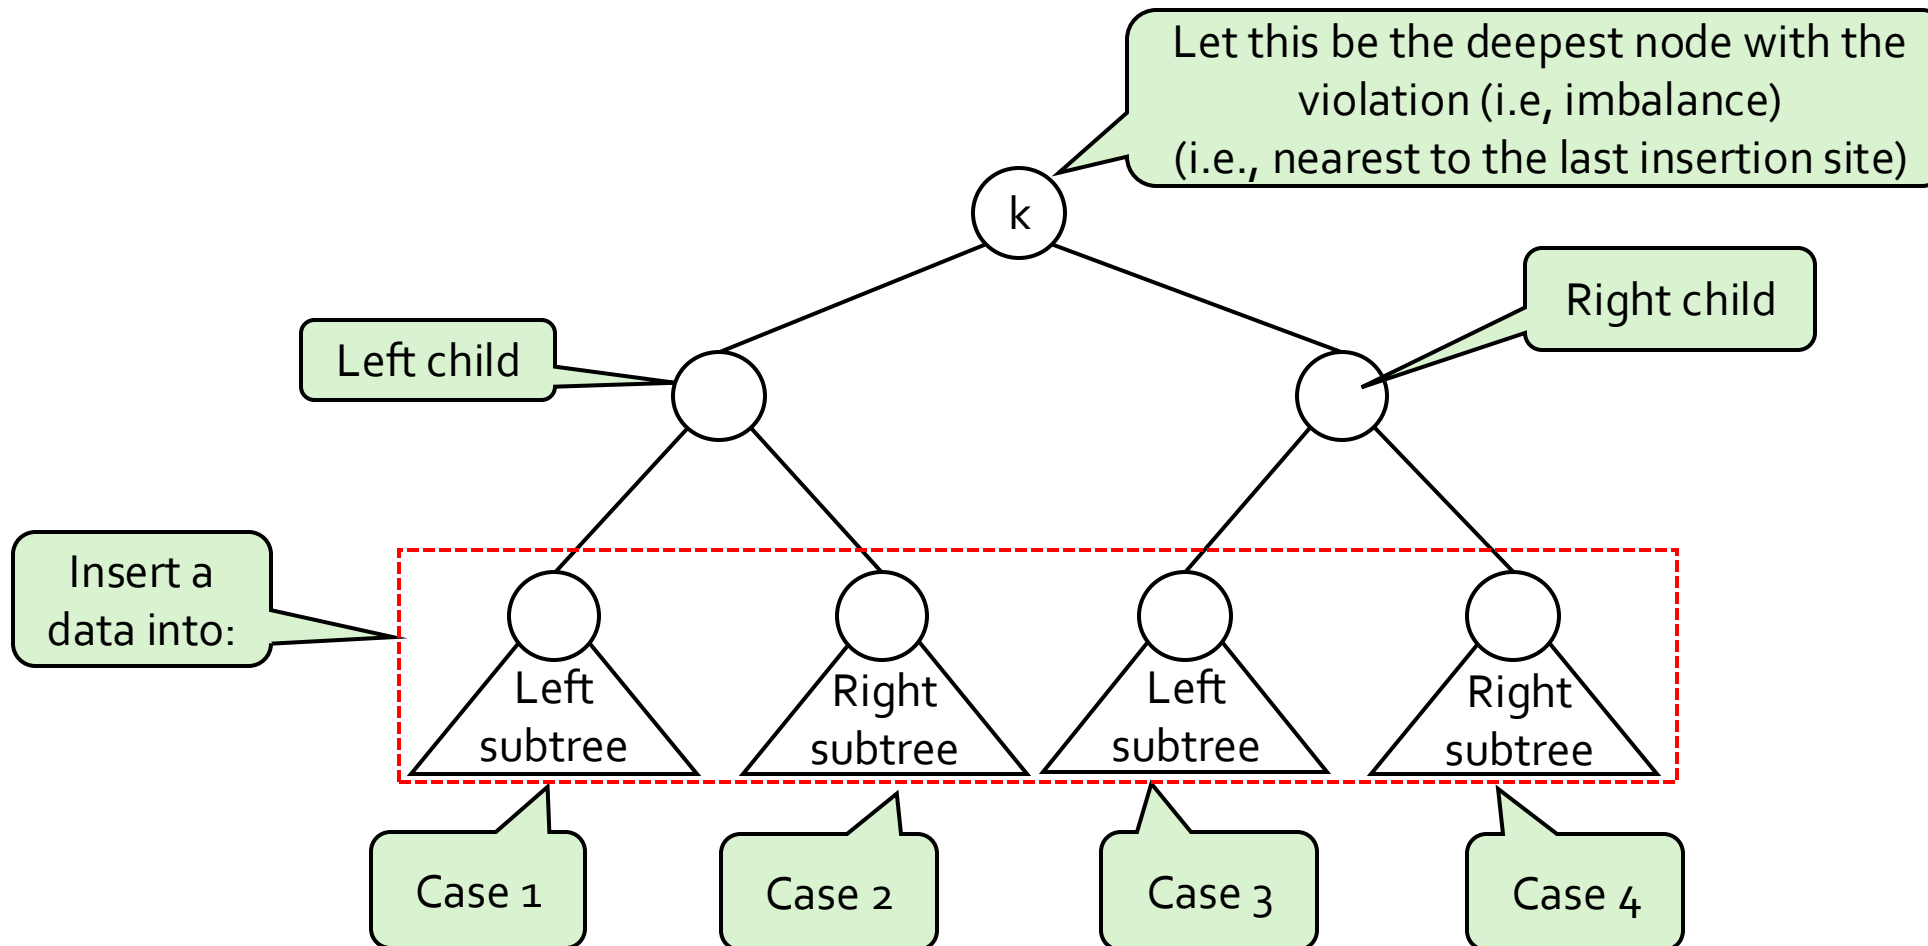 Let this be the deepest node with the
violation (i.e, imbalance)
(i.e., nearest to the last insertion site)
k
Right child
Left child
Insert a
data into:
Left
subtree
Right
subtree
Left
subtree
Right
subtree
Case 1
Case 2
Case 3
Case 4